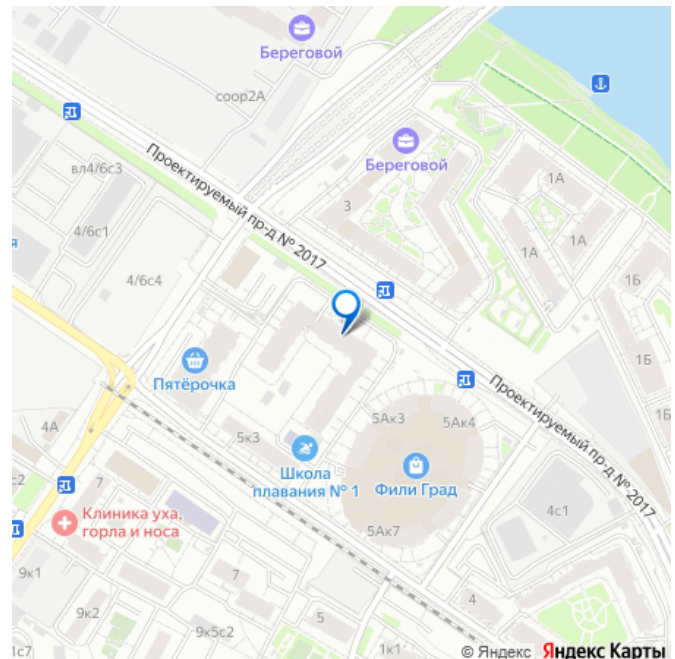 Береговой
соор2А
вл4/6с3
Проектируемый пр-д № 2017
Береговой
1А
3
4/6с1
я
1А
1А
1Б
4/6с4
1Б
Пятёрочка
5Ак3
5Ак4
1Б
4А
5к3
Проектируемый пр-д № 2017
с2
7
Школа
плавания № 1
Фили Град
Клиника уха,
горла и носа
4с1
5Ак7
9к1
7
9к2
5
4
9к5с2
1с7
1к1
© Яндекс Яндекс Карты